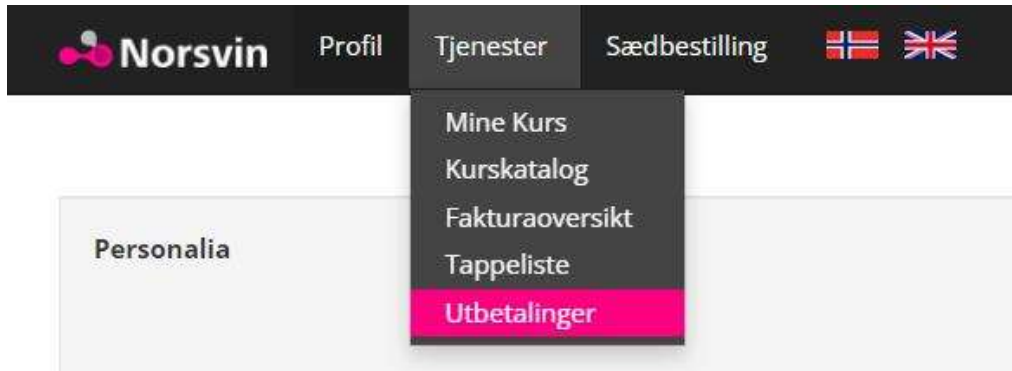 Norsvin Profil Tjenester Sædbestilling
Mine Kurs
Kurskatalog
Fakturaoversikt
Personalia
Tappeliste
Utbetalinger